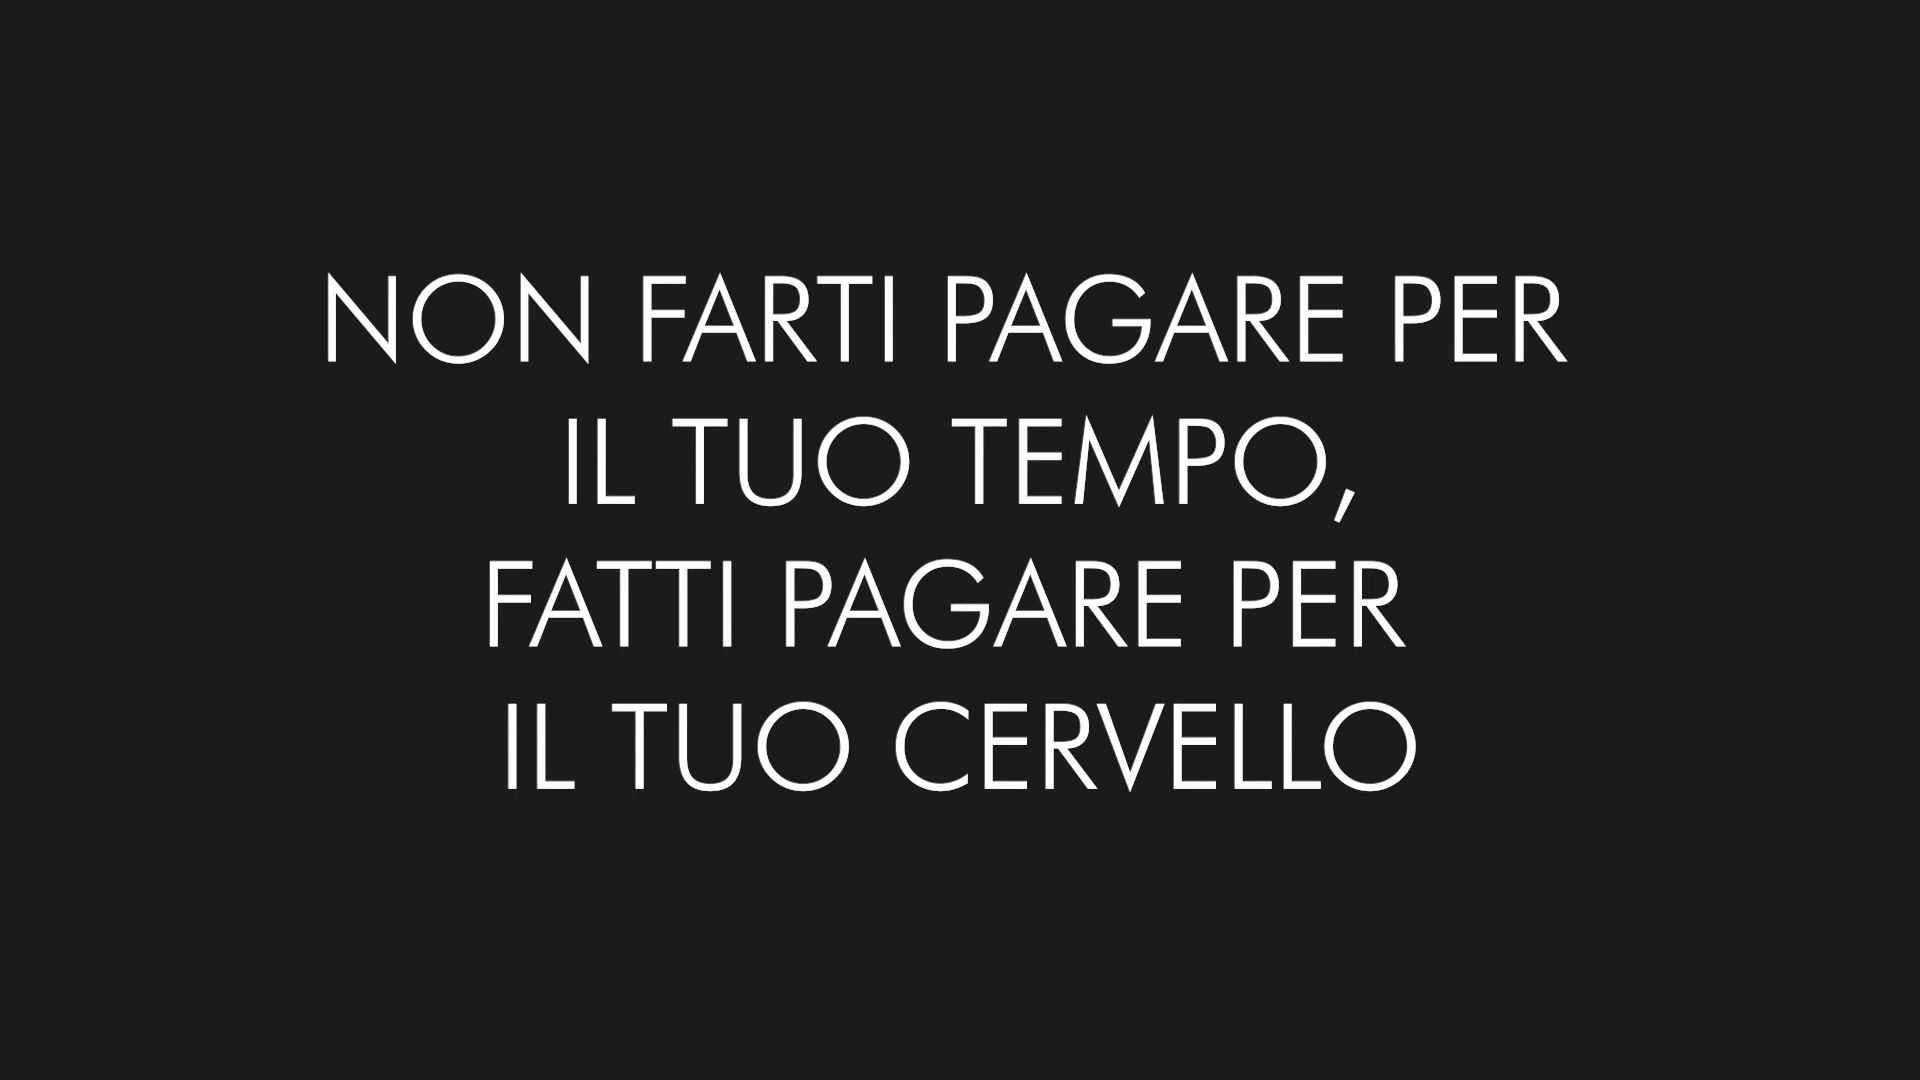 NON FARTI PAGARE PER
IL TUO TEMPO,
FATTI PAGARE PER
IL TUO CERVELLO